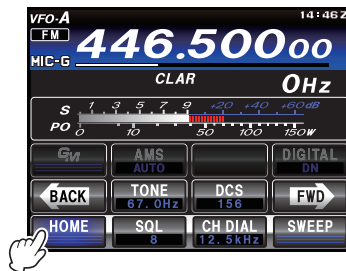 VFO-A 14:46Z
FM
446.50000
MIC-G
CLAR 0Hz
S 1 3 5 7 9 +20 +40 +60dB
PO 0 10 50 100 150W
GM AMS DIGITAL
AUTO DN
BACK TONE DCS FWD
67.0Hz 156
HOME SQL CH DIAL SWEEP
8 12.5kHz